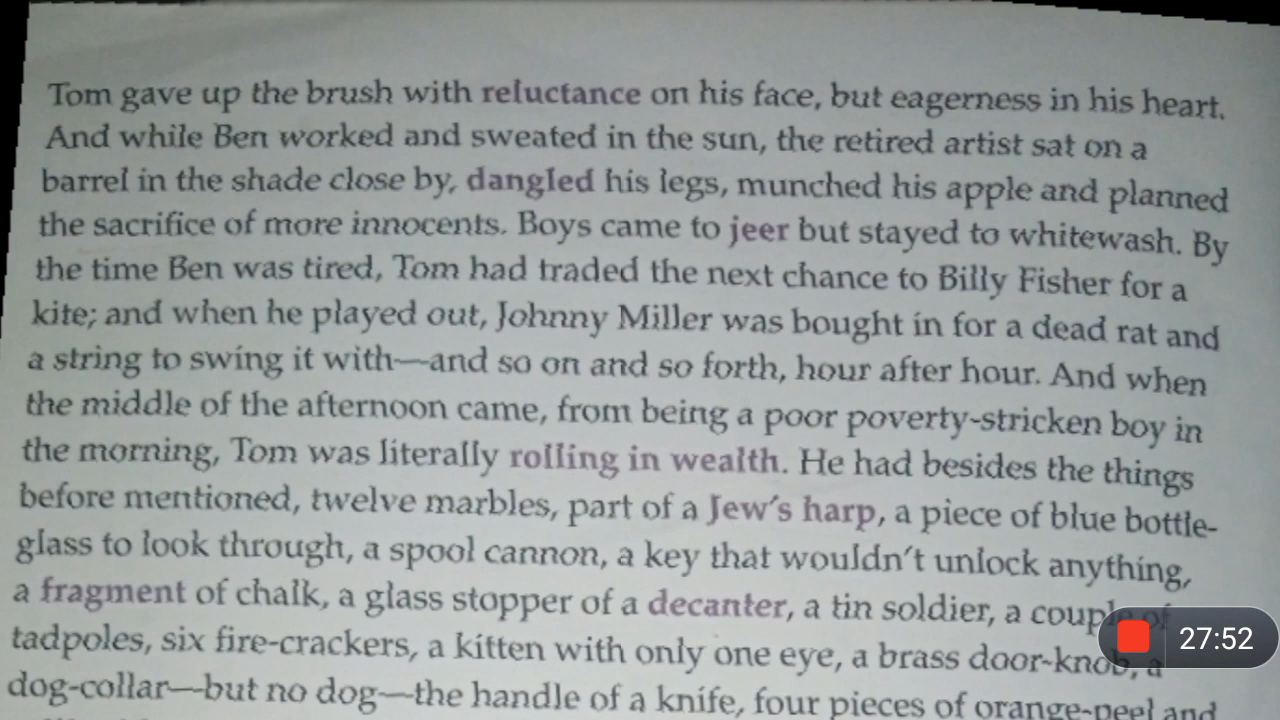 Tom gave up the brush with reluctance on his face, but eagerness in his heart.
And while Ben worked and sweated in the sun, the retired artist sat on a
barrel in the shade close by, dangled his legs, munched his apple and planned
the sacrifice of more innocents. Boys came to jeer but stayed to whitewash. By
the time Ben was tired, Tom had traded the next chance to Billy Fisher for a
kite; and when he played out, Johnny Miller was bought in for a dead rat and
a string to swing it with—and so on and so forth, hour after hour. And when
the middle of the afternoon came, from being a poor poverty-stricken boy in
the morning, Tom was literally rolling in wealth. He had besides the things
before mentioned, twelve marbles, part of a Jew's harp, a piece of blue bottle-
glass to look through, a spool cannon, a key that wouldn't unlock anything,
a fragment of chalk, a glass stopper of a decanter, a tin soldier, a couple of
tadpoles, six fire-crackers, a kitten with only one eye, a brass door-knob, a
27:52
dog-collar—but no dog—the handle of a knife, four pieces of orange-peel and